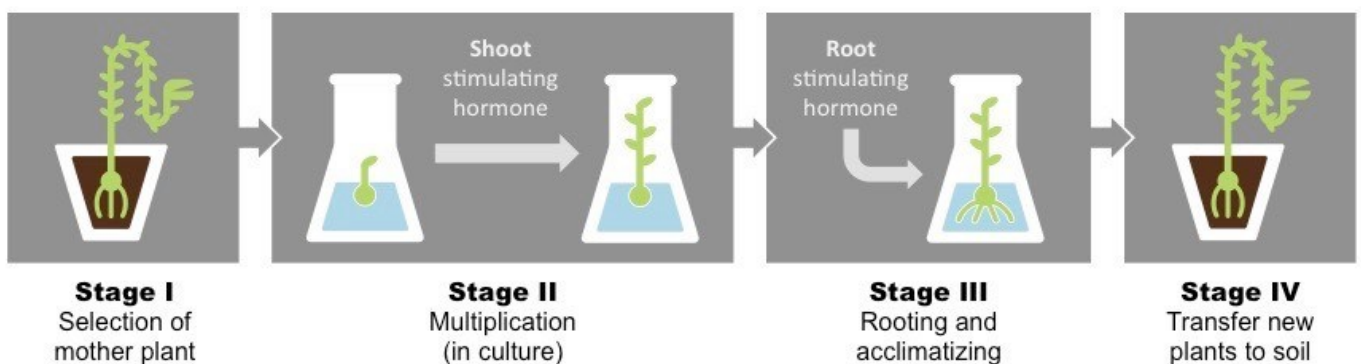 Shoot
stimulating
hormone
Root
stimulating
hormone
Stage I
Selection of
mother plant
Stage II
Multiplication
(in culture)
Stage III
Rooting and
acclimatizing
Stage IV
Transfer new
plants to soil